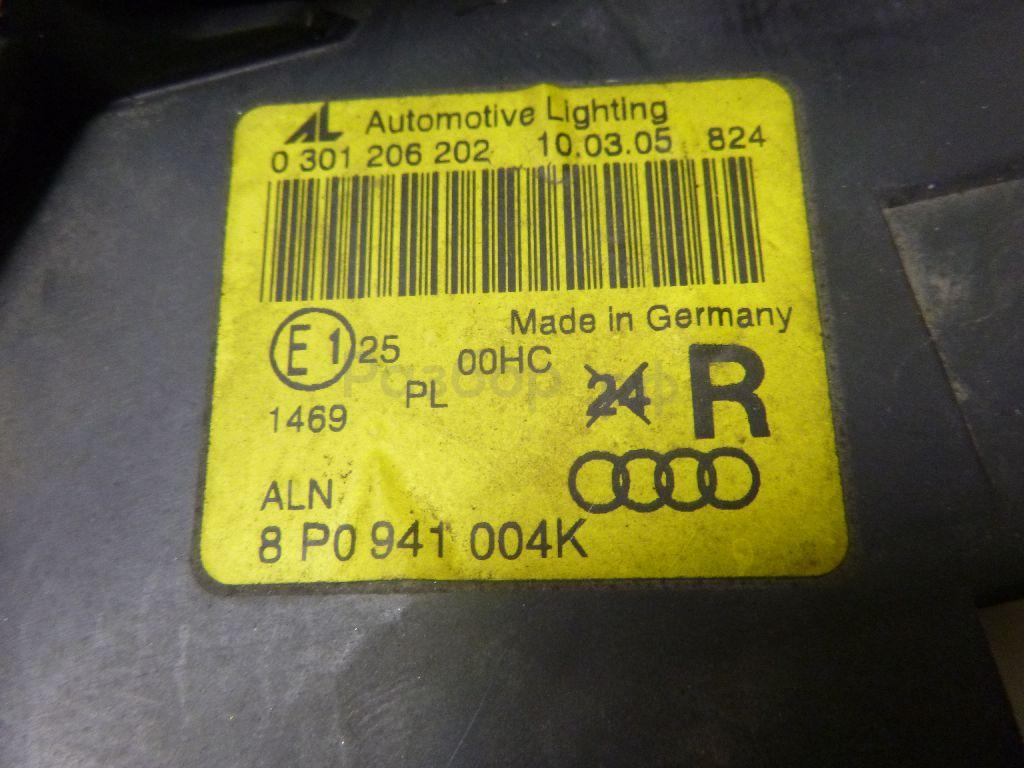 AL Automotive Lighting
0 301 206 202 10.03.05 824
Made in Germany
E1 25 00HC 24 R
1469 PL
ALN
8 P0 941 004K